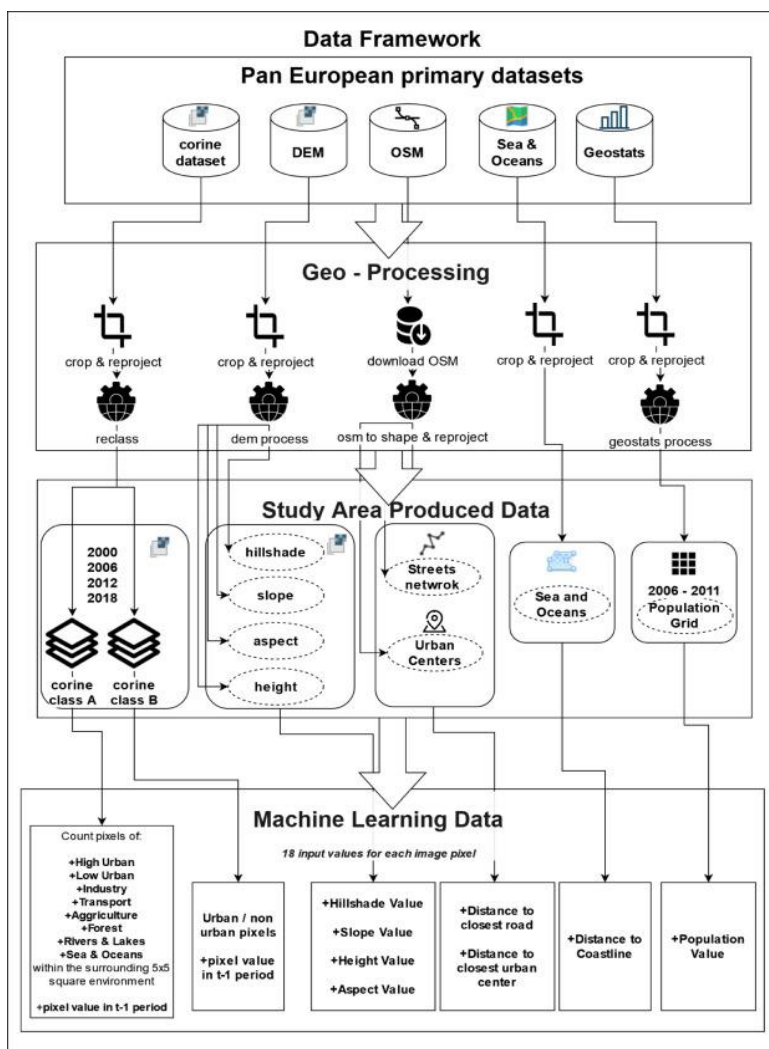 Data Framework
Pan European primary datasets
corine
dataset
DEM
OSM
Sea &
Oceans
Geostats
Geo - Processing
crop & reproject
crop & reproject
download OSM
crop & reproject
crop & reproject
reclass
dem process
osm to shape & reproject
geostats process
Study Area Produced Data
2000
2006
2012
2018
corine
class A
corine
class B
hillshade
slope
aspect
height
Streets
netwrok
Urban
Centers
Sea and
Oceans
2006 - 2011
Population
Grid
Machine Learning Data
18 input values for each image pixel
Count pixels of:
+High Urban
+Low Urban
+Industry
+Transport
+Aggriculture
+Forest
+Rivers & Lakes
+Sea & Oceans
within the surrounding 5x5
square environment
+pixel value in t-1 period
Urban / non
urban pixels
+pixel value
in t-1 period
+Hillshade Value
+Slope Value
+Height Value
+Aspect Value
+Distance to
closest road
+Distance to
closest urban
center
+Distance to
Coastline
+Population
Value